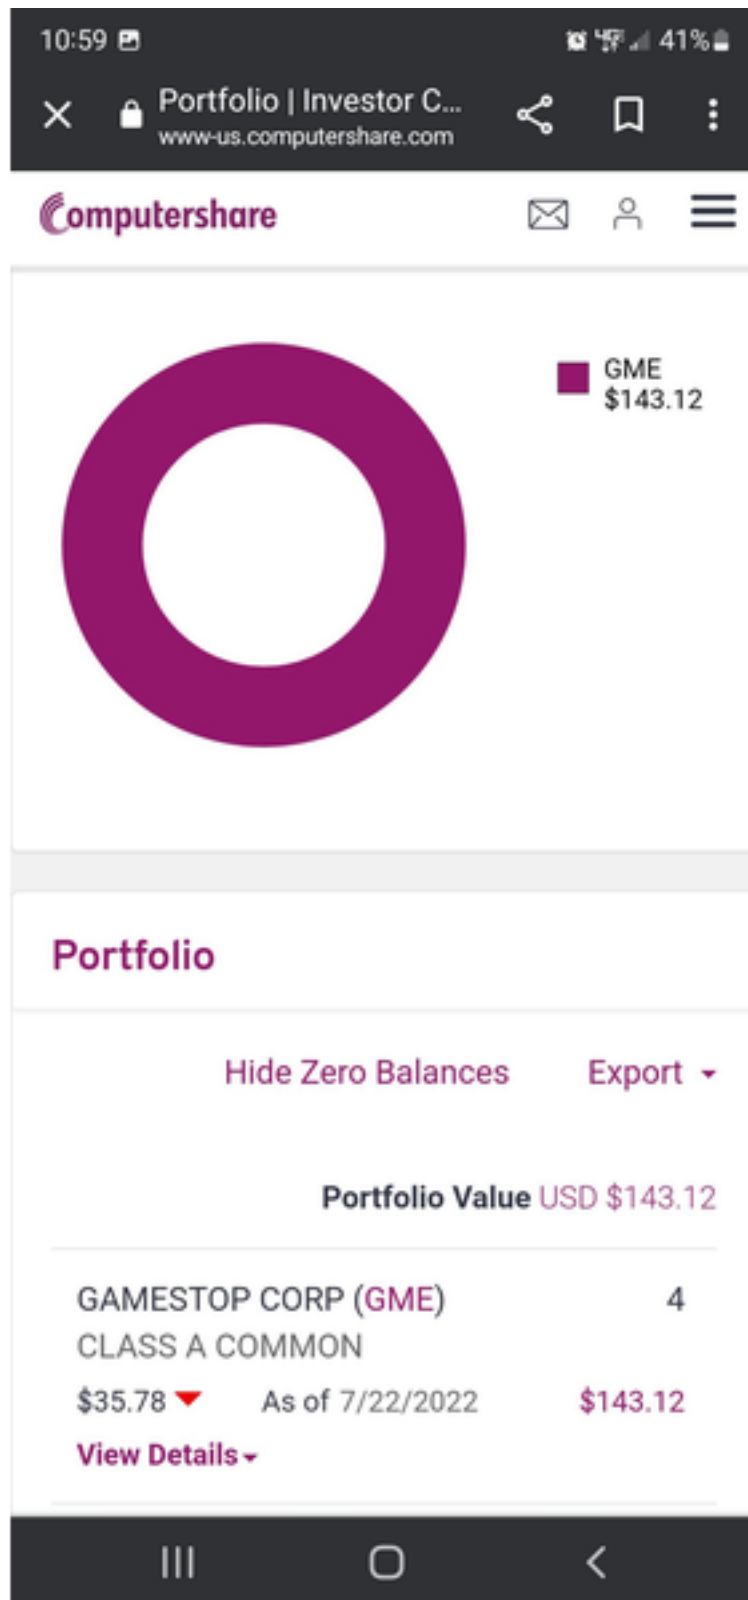 10:59 41%
Portfolio | Investor C...
www-us.computershare.com
Computershare
GME
$143.12
Portfolio
Hide Zero Balances Export
Portfolio Value USD $143.12
GAMESTOP CORP (GME) 4
CLASS A COMMON
$35.78 As of 7/22/2022 $143.12
View Details